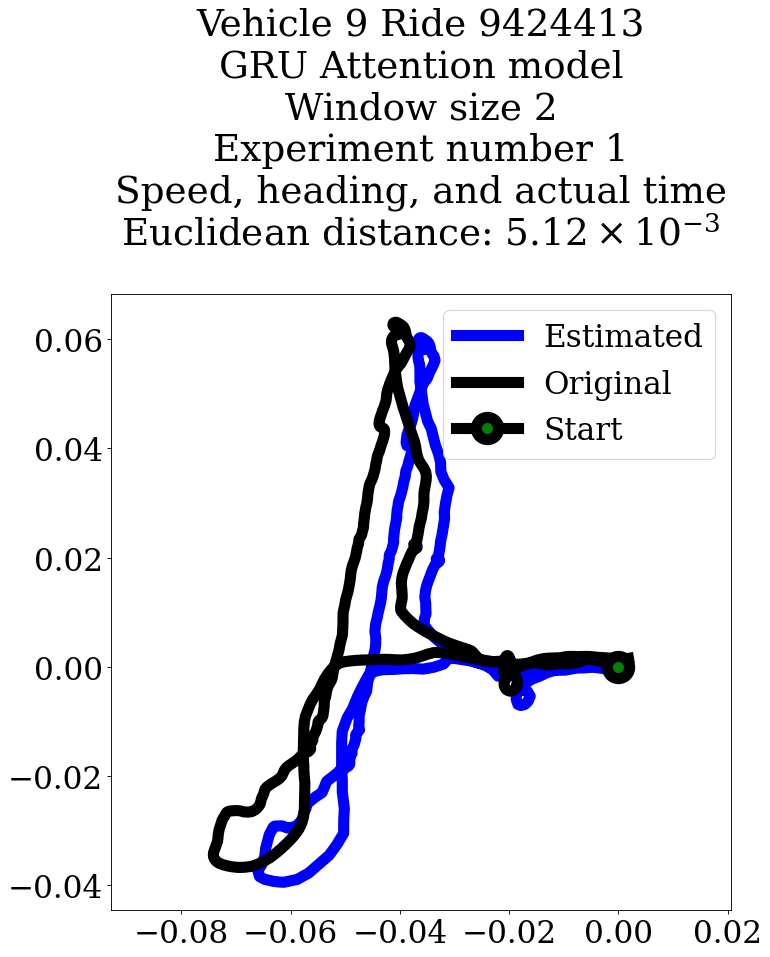 Vehicle 9 Ride 9424413
GRU Attention model
Window size 2
Experiment number 1
Speed, heading, and actual time
Euclidean distance: 5.12 × 10⁻³
Estimated
Original
Start
0.06
0.04
0.02
0.00
−0.02
−0.04
−0.08 −0.06 −0.04 −0.02 0.00 0.02